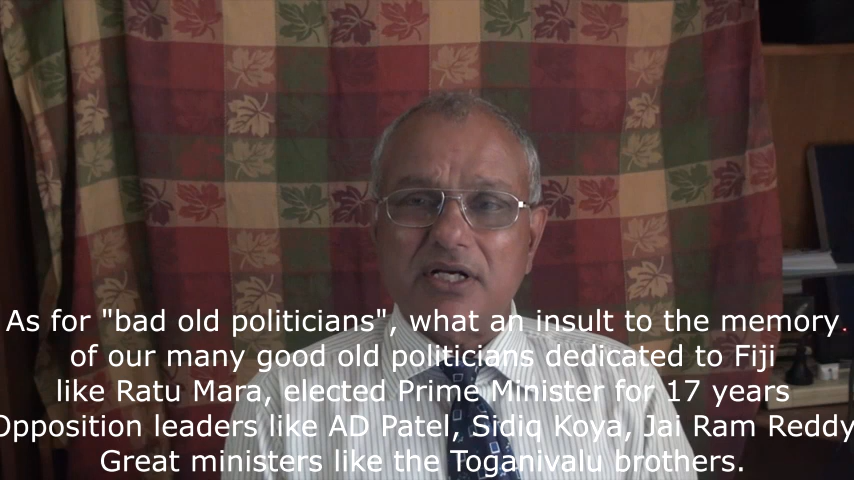 As for "bad old politicians", what an insult to the memory.
of our many good old politicians dedicated to Fiji
like Ratu Mara, elected Prime Minister for 17 years
Opposition leaders like AD Patel, Sidiq Koya, Jai Ram Reddy
Great ministers like the Toganivalu brothers.